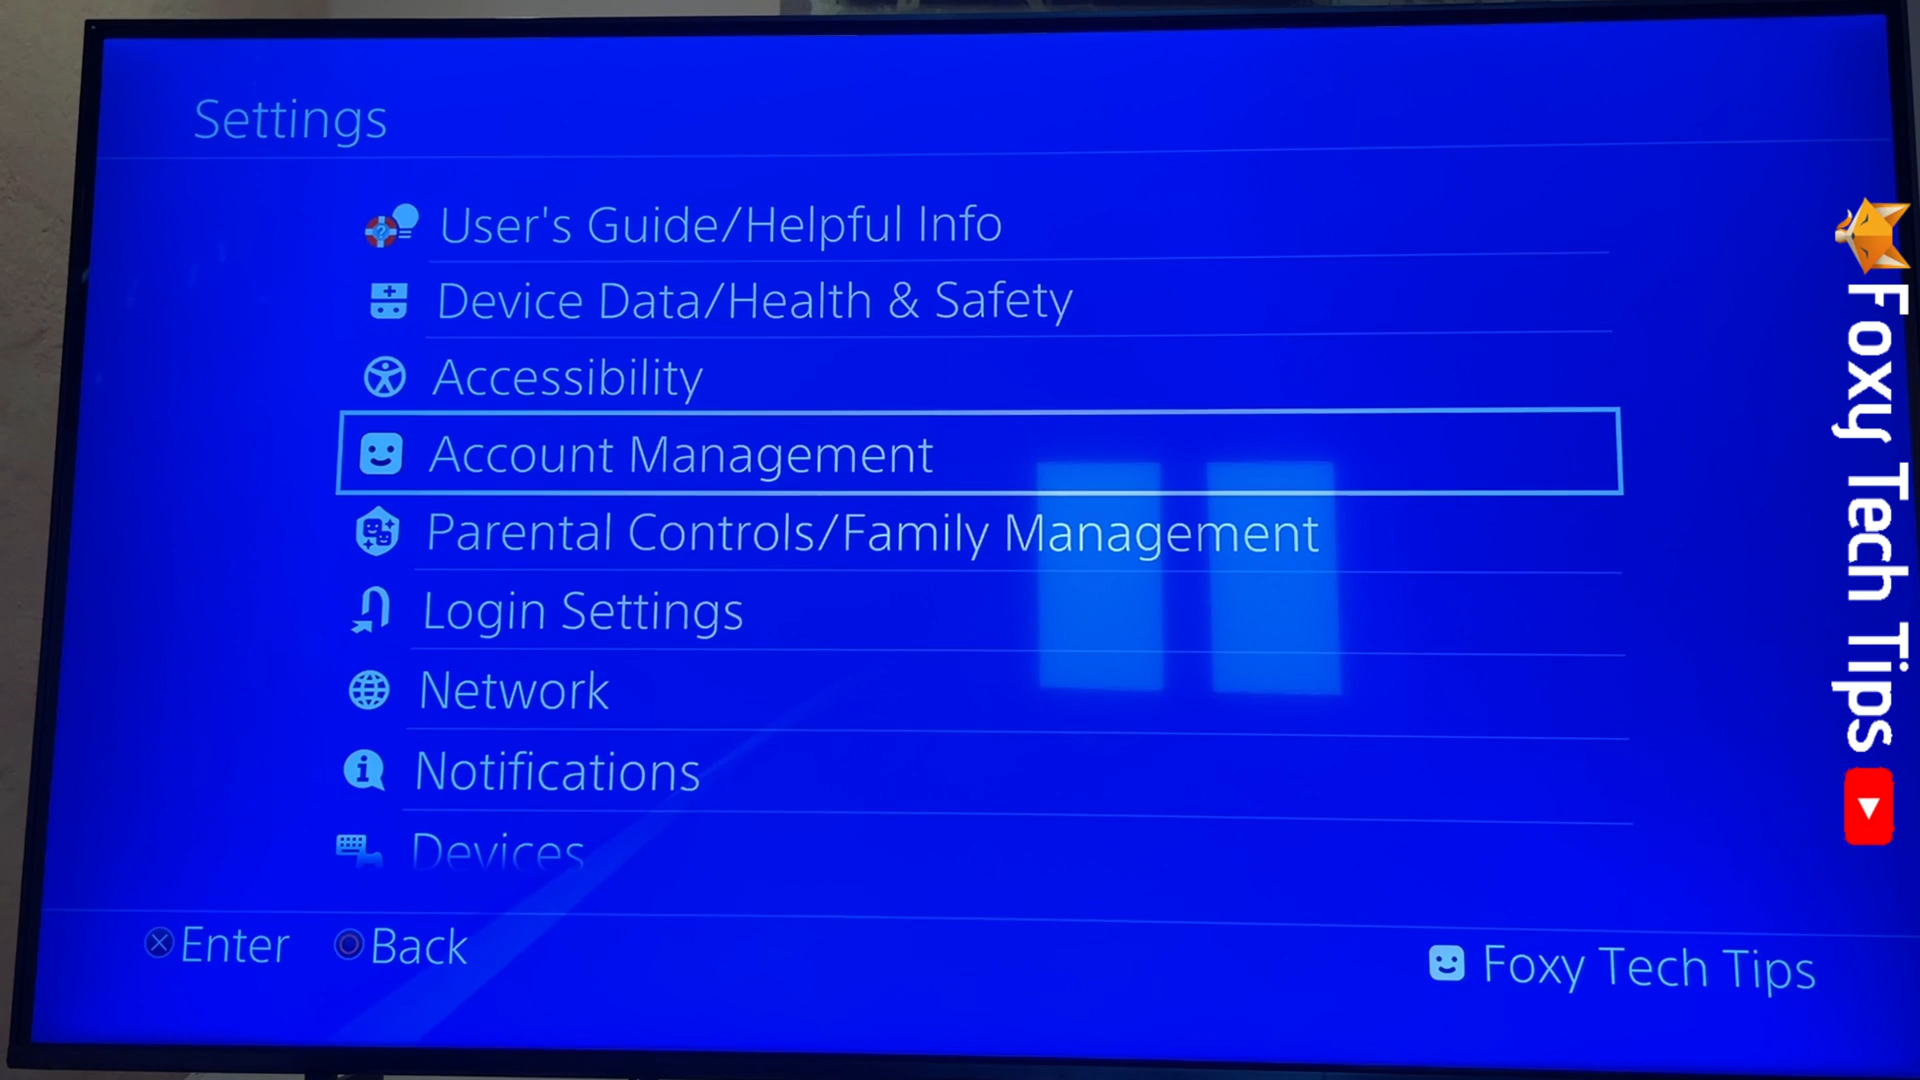 Settings
User's Guide/Helpful Info
Device Data/Health & Safety
Accessibility
Account Management
Parental Controls/Family Management
Login Settings
Network
Notifications
Devices
Enter
Back
Foxy Tech Tips
Foxy Tech Tips